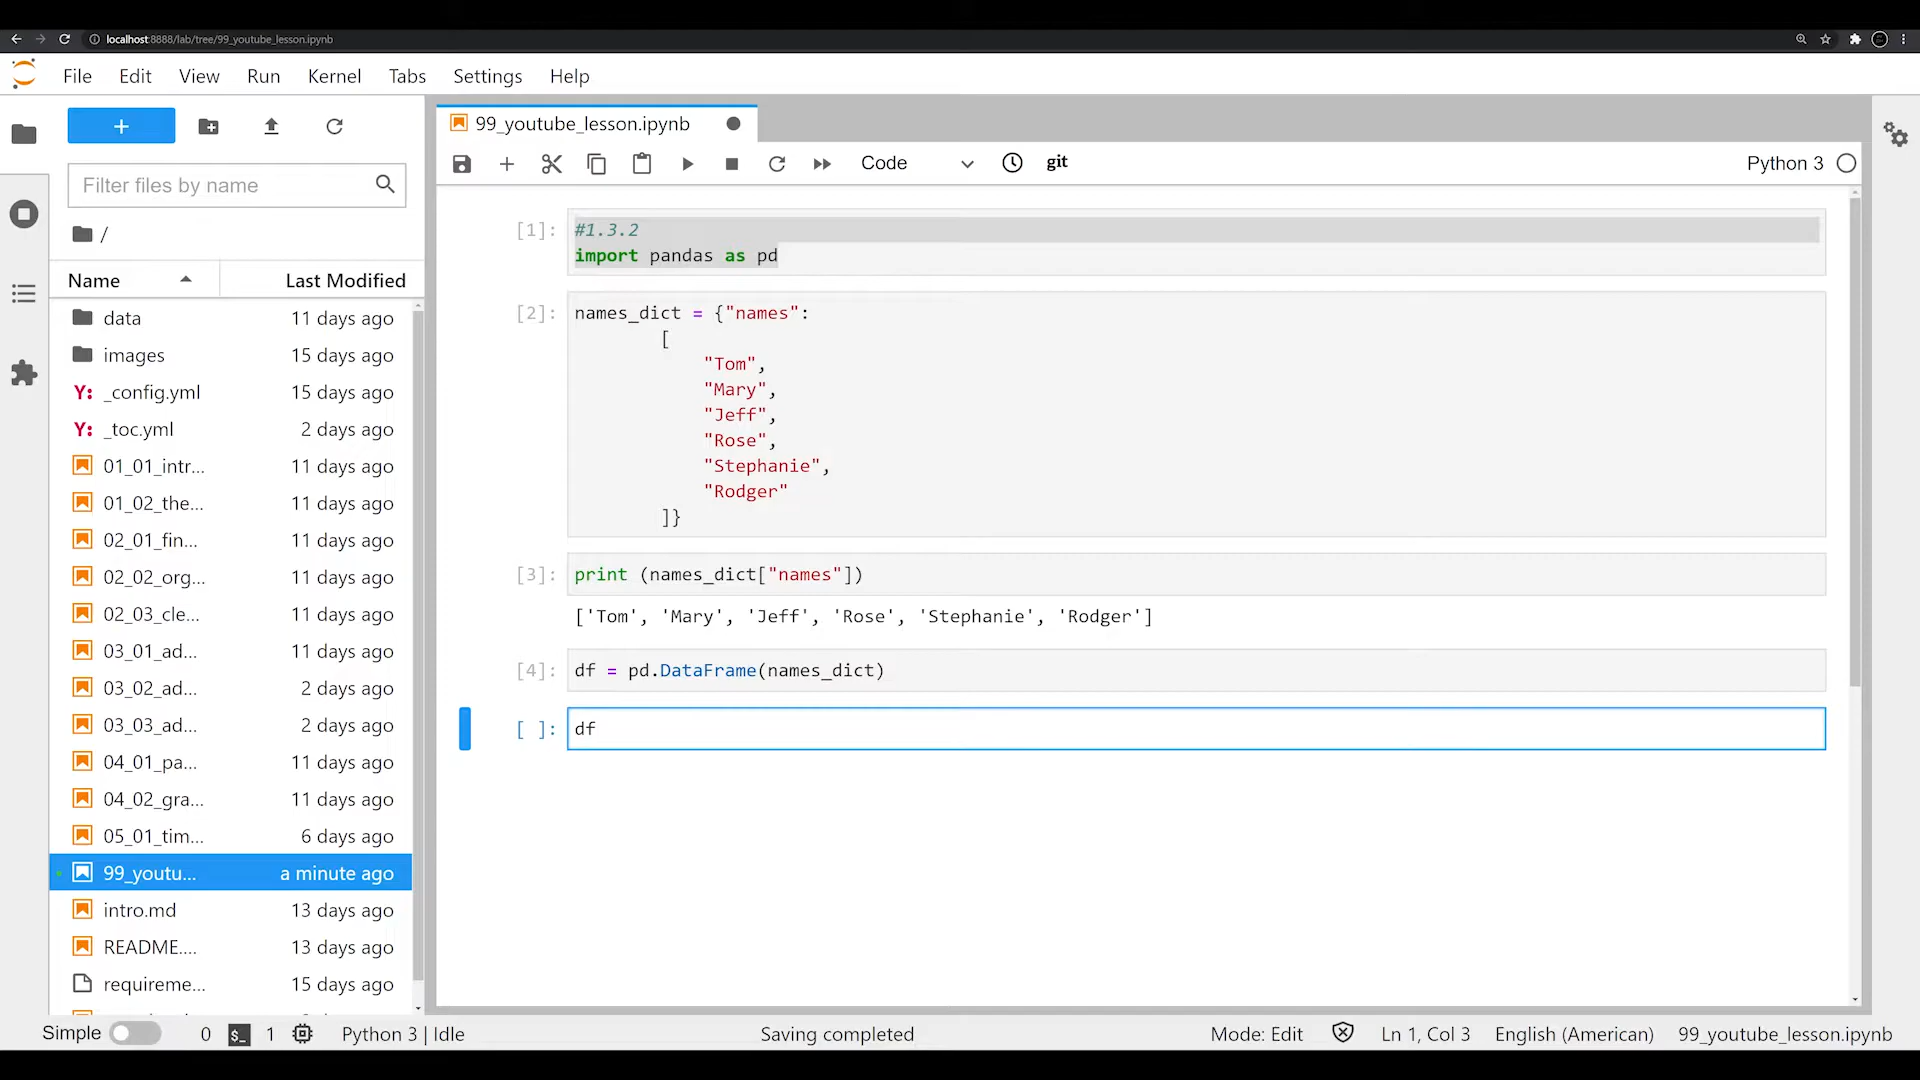 localhost:8888/lab/tree/99_youtube_lesson.ipynb
File Edit View Run Kernel Tabs Settings Help
+
Filter files by name
/
Name Last Modified
data 11 days ago
images 15 days ago
Y: _config.yml 15 days ago
Y: _toc.yml 2 days ago
01_01_intr... 11 days ago
01_02_the... 11 days ago
02_01_fin... 11 days ago
02_02_org... 11 days ago
02_03_cle... 11 days ago
03_01_ad... 11 days ago
03_02_ad... 2 days ago
03_03_ad... 2 days ago
04_01_pa... 11 days ago
04_02_gra... 11 days ago
05_01_tim... 6 days ago
99_youtu... a minute ago
intro.md 13 days ago
README.... 13 days ago
requireme... 15 days ago
99_youtube_lesson.ipynb
Code git Python 3
[1]: #1.3.2
import pandas as pd
[2]: names_dict = {"names":
[
"Tom",
"Mary",
"Jeff",
"Rose",
"Stephanie",
"Rodger"
]}
[3]: print (names_dict["names"])
['Tom', 'Mary', 'Jeff', 'Rose', 'Stephanie', 'Rodger']
[4]: df = pd.DataFrame(names_dict)
[ ]: df
Simple 0 $_ 1 Python 3 | Idle Saving completed Mode: Edit Ln 1, Col 3 English (American) 99_youtube_lesson.ipynb